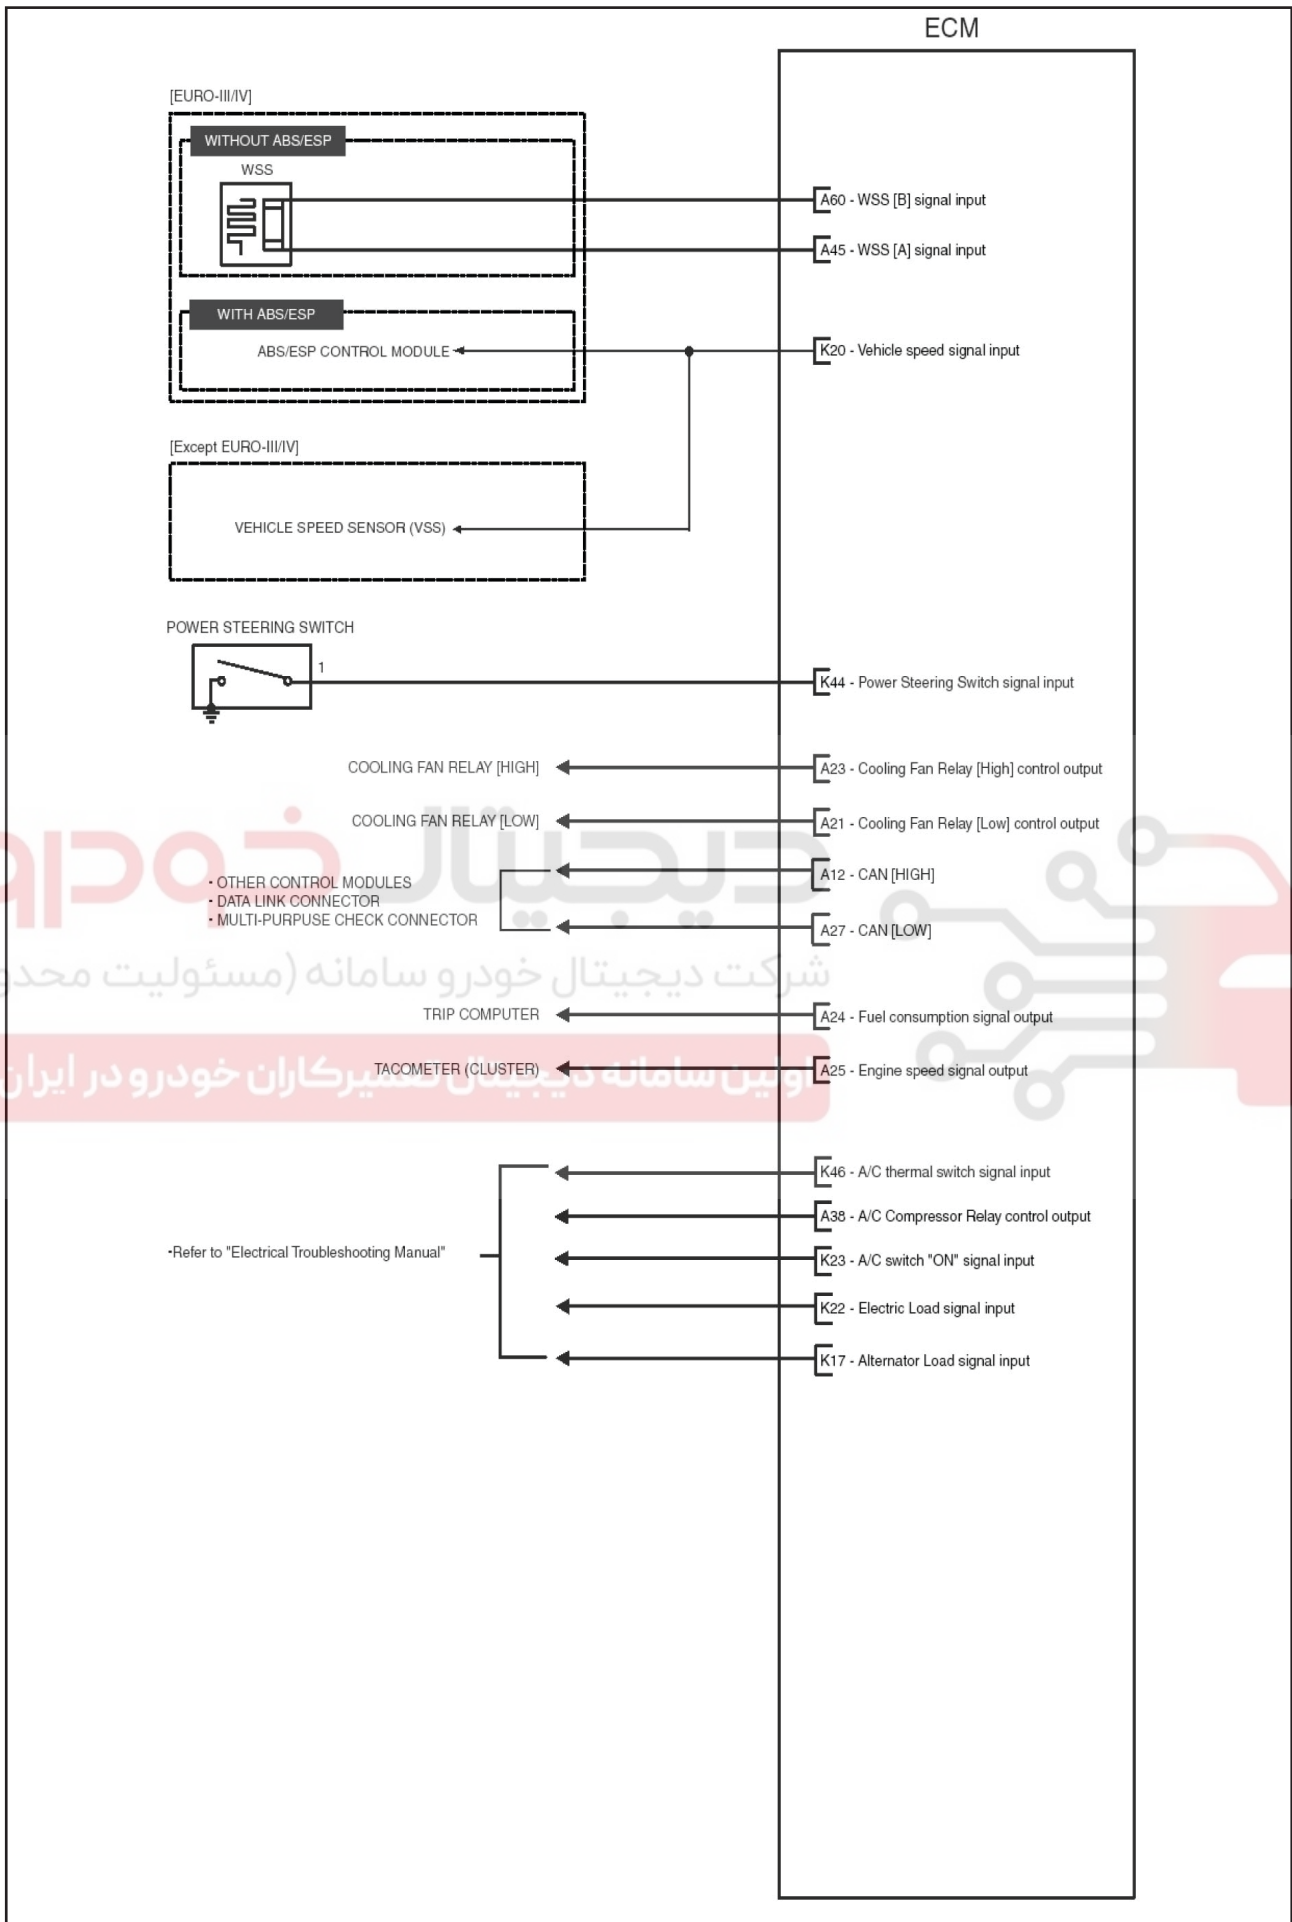 ECM
[EURO-III/IV]
WITHOUT ABS/ESP
WSS
A60 - WSS [B] signal input
A45 - WSS [A] signal input
WITH ABS/ESP
ABS/ESP CONTROL MODULE
K20 - Vehicle speed signal input
[Except EURO-III/IV]
VEHICLE SPEED SENSOR (VSS)
POWER STEERING SWITCH
1
K44 - Power Steering Switch signal input
COOLING FAN RELAY [HIGH]
A23 - Cooling Fan Relay [High] control output
COOLING FAN RELAY [LOW]
A21 - Cooling Fan Relay [Low] control output
دیجیتال خودرو
A12 - CAN [HIGH]
· OTHER CONTROL MODULES
· DATA LINK CONNECTOR
· MULTI-PURPUSE CHECK CONNECTOR
A27 - CAN [LOW]
شرکت دیجیتال خودرو سامانه (مسئولیت
TRIP COMPUTER
A24 - Fuel consumption signal output
اولین سامانه دیجیتال تعمیرکاران خودرو در ایران
TACOMETER (CLUSTER)
A25 - Engine speed signal output
K46 - A/C thermal switch signal input
A38 - A/C Compressor Relay control output
·Refer to "Electrical Troubleshooting Manual"
K23 - A/C switch "ON" signal input
K22 - Electric Load signal input
K17 - Alternator Load signal input